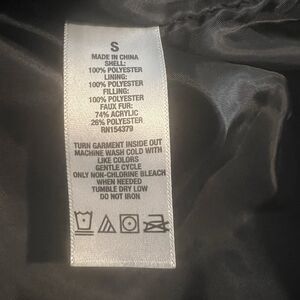 S
MADE IN CHINA
SHELL:
100% POLYESTER
LINING:
100% POLYESTER
FILLING:
100% POLYESTER
FAUX FUR:
74% ACRYLIC
26% POLYESTER
RN154379
TURN GARMENT INSIDE OUT
MACHINE WASH COLD WITH
LIKE COLORS
GENTLE CYCLE
ONLY NON-CHLORINE BLEACH
WHEN NEEDED
TUMBLE DRY LOW
DO NOT IRON